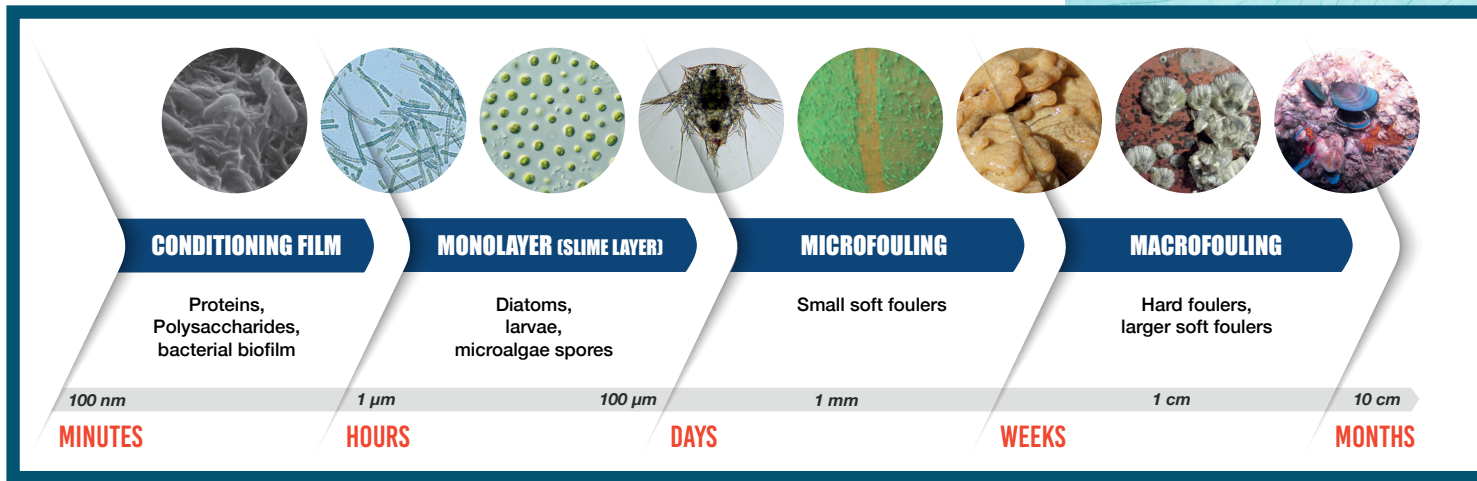 CONDITIONING FILM
Proteins,
Polysaccharides,
bacterial biofilm
MONOLAYER (SLIME LAYER)
Diatoms,
larvae,
microalgae spores
MICROFOULING
Small soft foulers
MACROFOULING
Hard foulers,
larger soft foulers
100 nm
1 µm
100 µm
1 mm
1 cm
10 cm
MINUTES
HOURS
DAYS
WEEKS
MONTHS